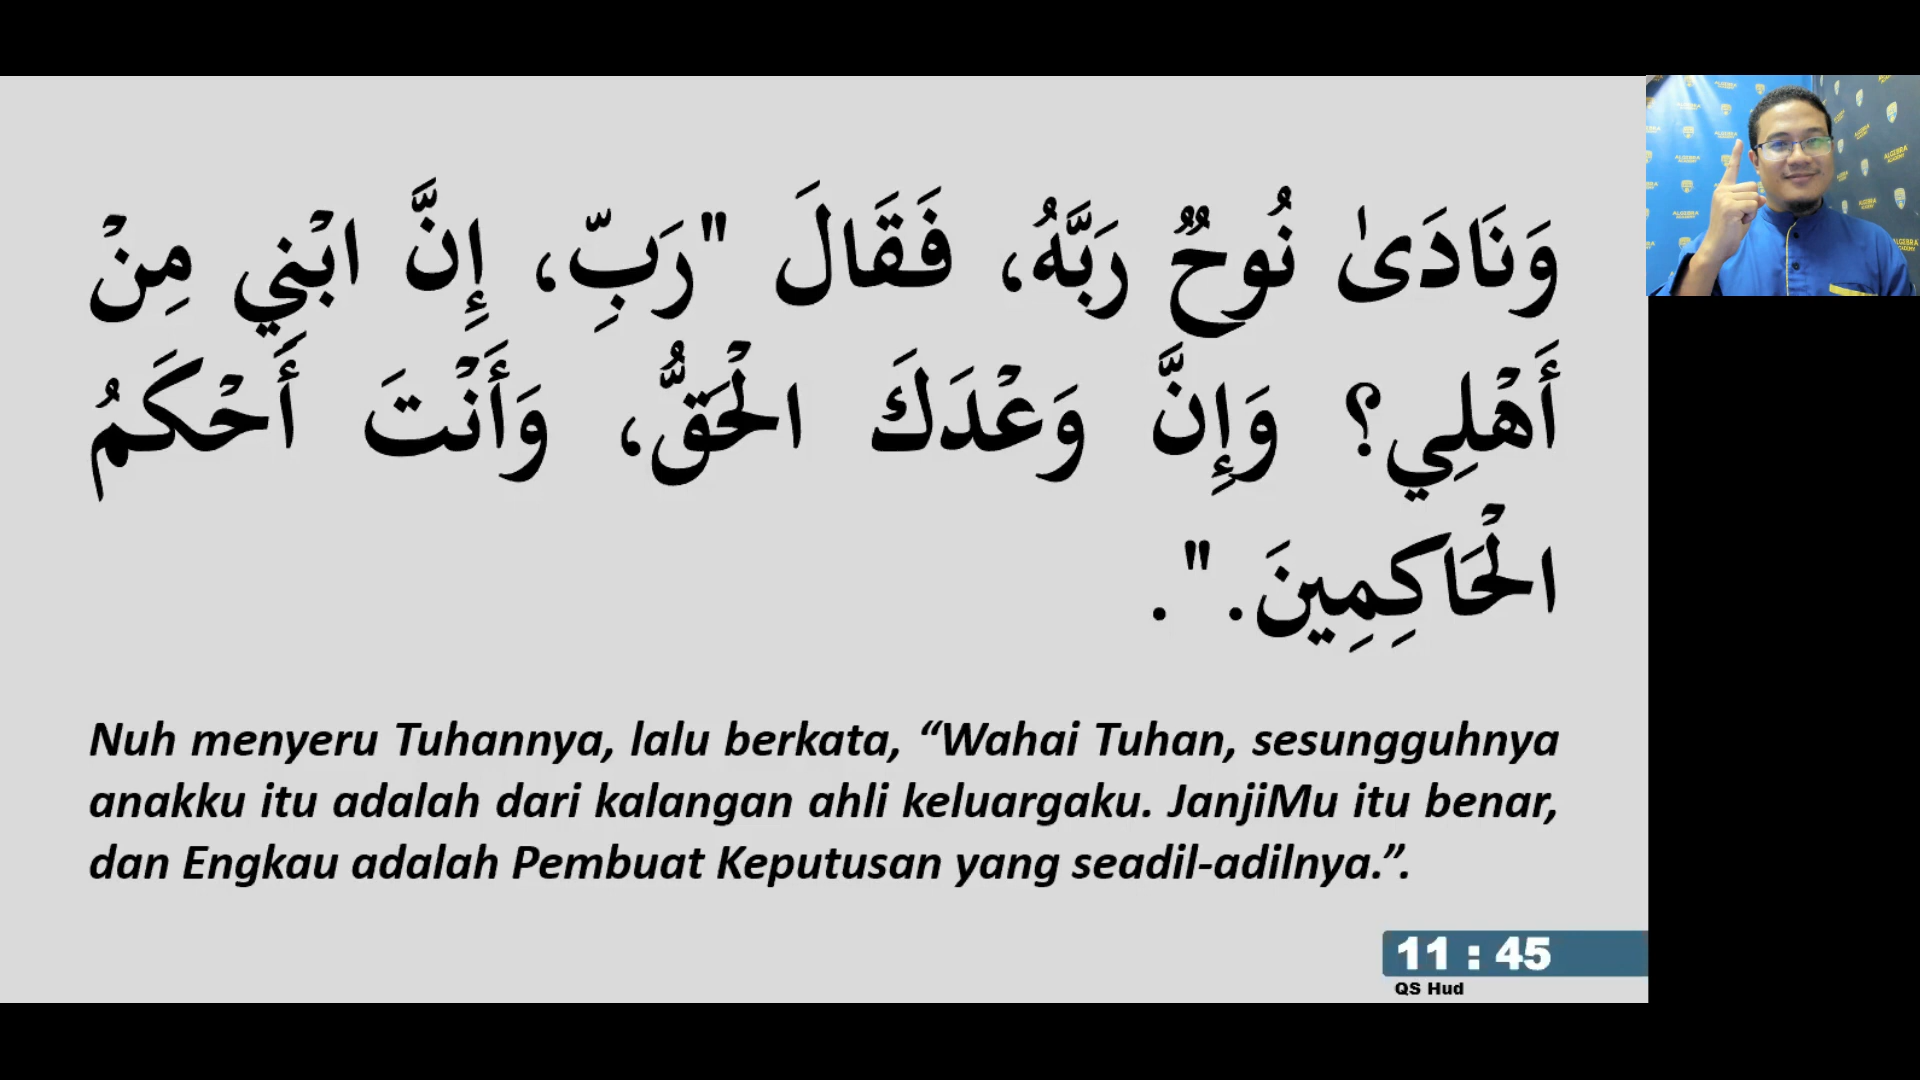 وَنَادَىٰ نُوحٌ رَبَّهُ، فَقَالَ "رَبِّ، إِنَّ ابْنِي مِنْ
أَهْلِي؟ وَإِنَّ وَعْدَكَ الْحَقُّ، وَأَنْتَ أَحْكَمُ
الْحَاكِمِينَ.".
Nuh menyeru Tuhannya, lalu berkata, “Wahai Tuhan, sesungguhnya
anakku itu adalah dari kalangan ahli keluargaku. JanjiMu itu benar,
dan Engkau adalah Pembuat Keputusan yang seadil-adilnya.”.
11 : 45
QS Hud
ALGEBRA
ACADEMY